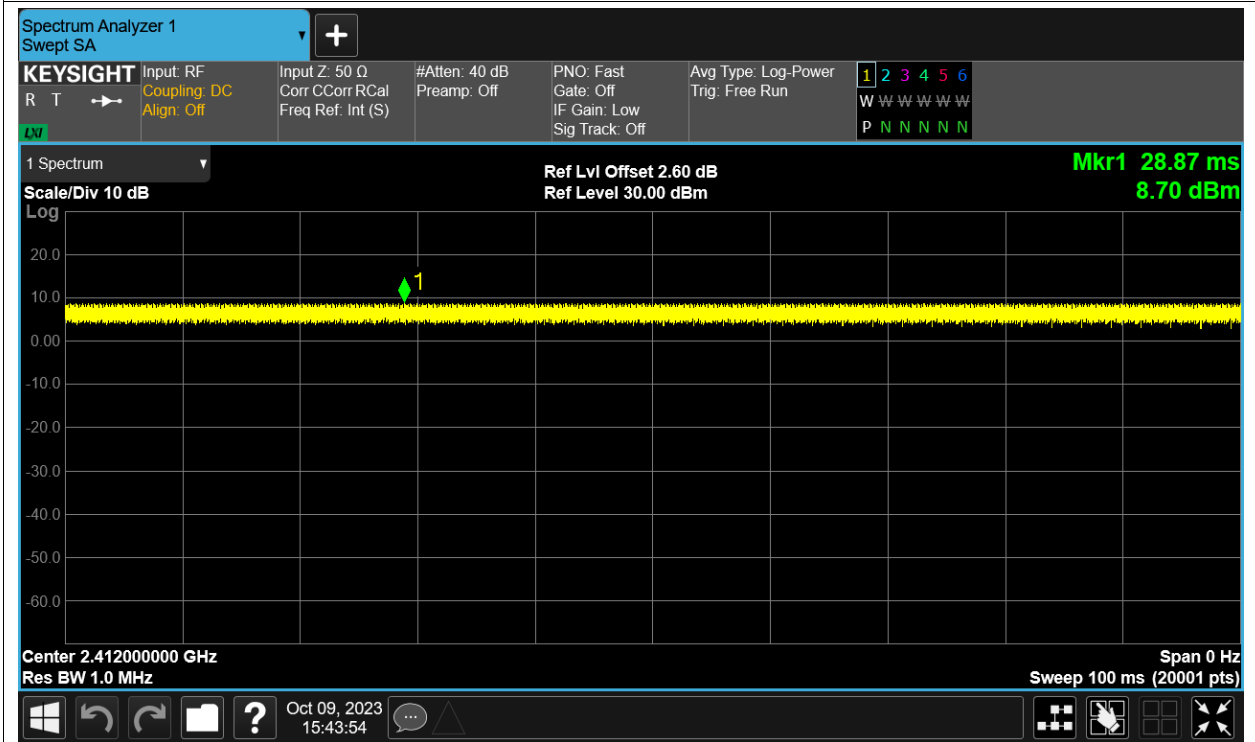 Spectrum Analyzer 1
Swept SA
▼
+
KEYSIGHT
R T
LXI
Input: RF
Coupling: DC
Align: Off
Input Z: 50 Ω
Corr CCorr RCal
Freq Ref: Int (S)
#Atten: 40 dB
Preamp: Off
PNO: Fast
Gate: Off
IF Gain: Low
Sig Track: Off
Avg Type: Log-Power
Trig: Free Run
1 2 3 4 5 6
W W W W W W
P N N N N N
1 Spectrum ▼
Scale/Div 10 dB
Log
Ref Lvl Offset 2.60 dB
Ref Level 30.00 dBm
Mkr1 28.87 ms
8.70 dBm
20.0
1
10.0
0.00
-10.0
-20.0
-30.0
-40.0
-50.0
-60.0
Center 2.412000000 GHz
Res BW 1.0 MHz
Span 0 Hz
Sweep 100 ms (20001 pts)
?
Oct 09, 2023
15:43:54